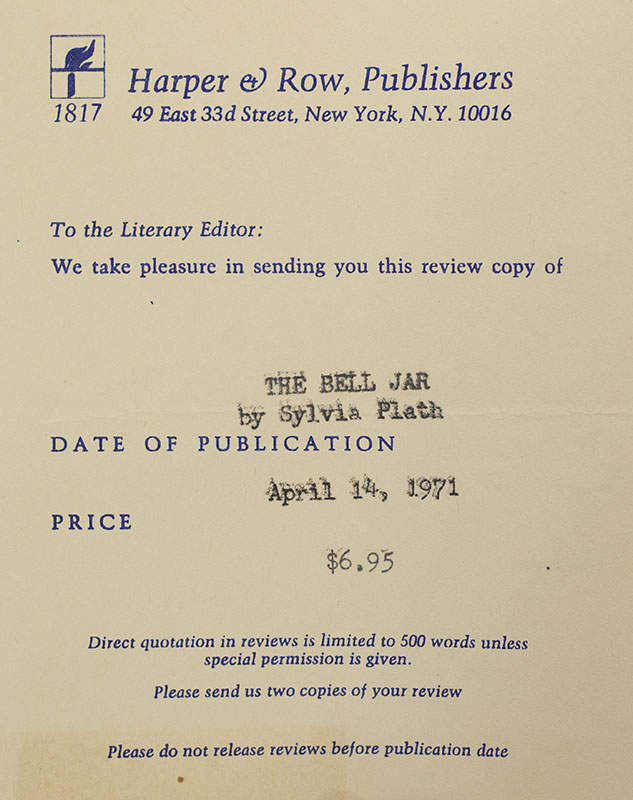 Harper & Row, Publishers
1817 49 East 33d Street, New York, N.Y. 10016
To the Literary Editor:
We take pleasure in sending you this review copy of
THE BELL JAR
by Sylvia Plath
DATE OF PUBLICATION
April 14, 1971
PRICE
$6.95
Direct quotation in reviews is limited to 500 words unless
special permission is given.
Please send us two copies of your review
Please do not release reviews before publication date